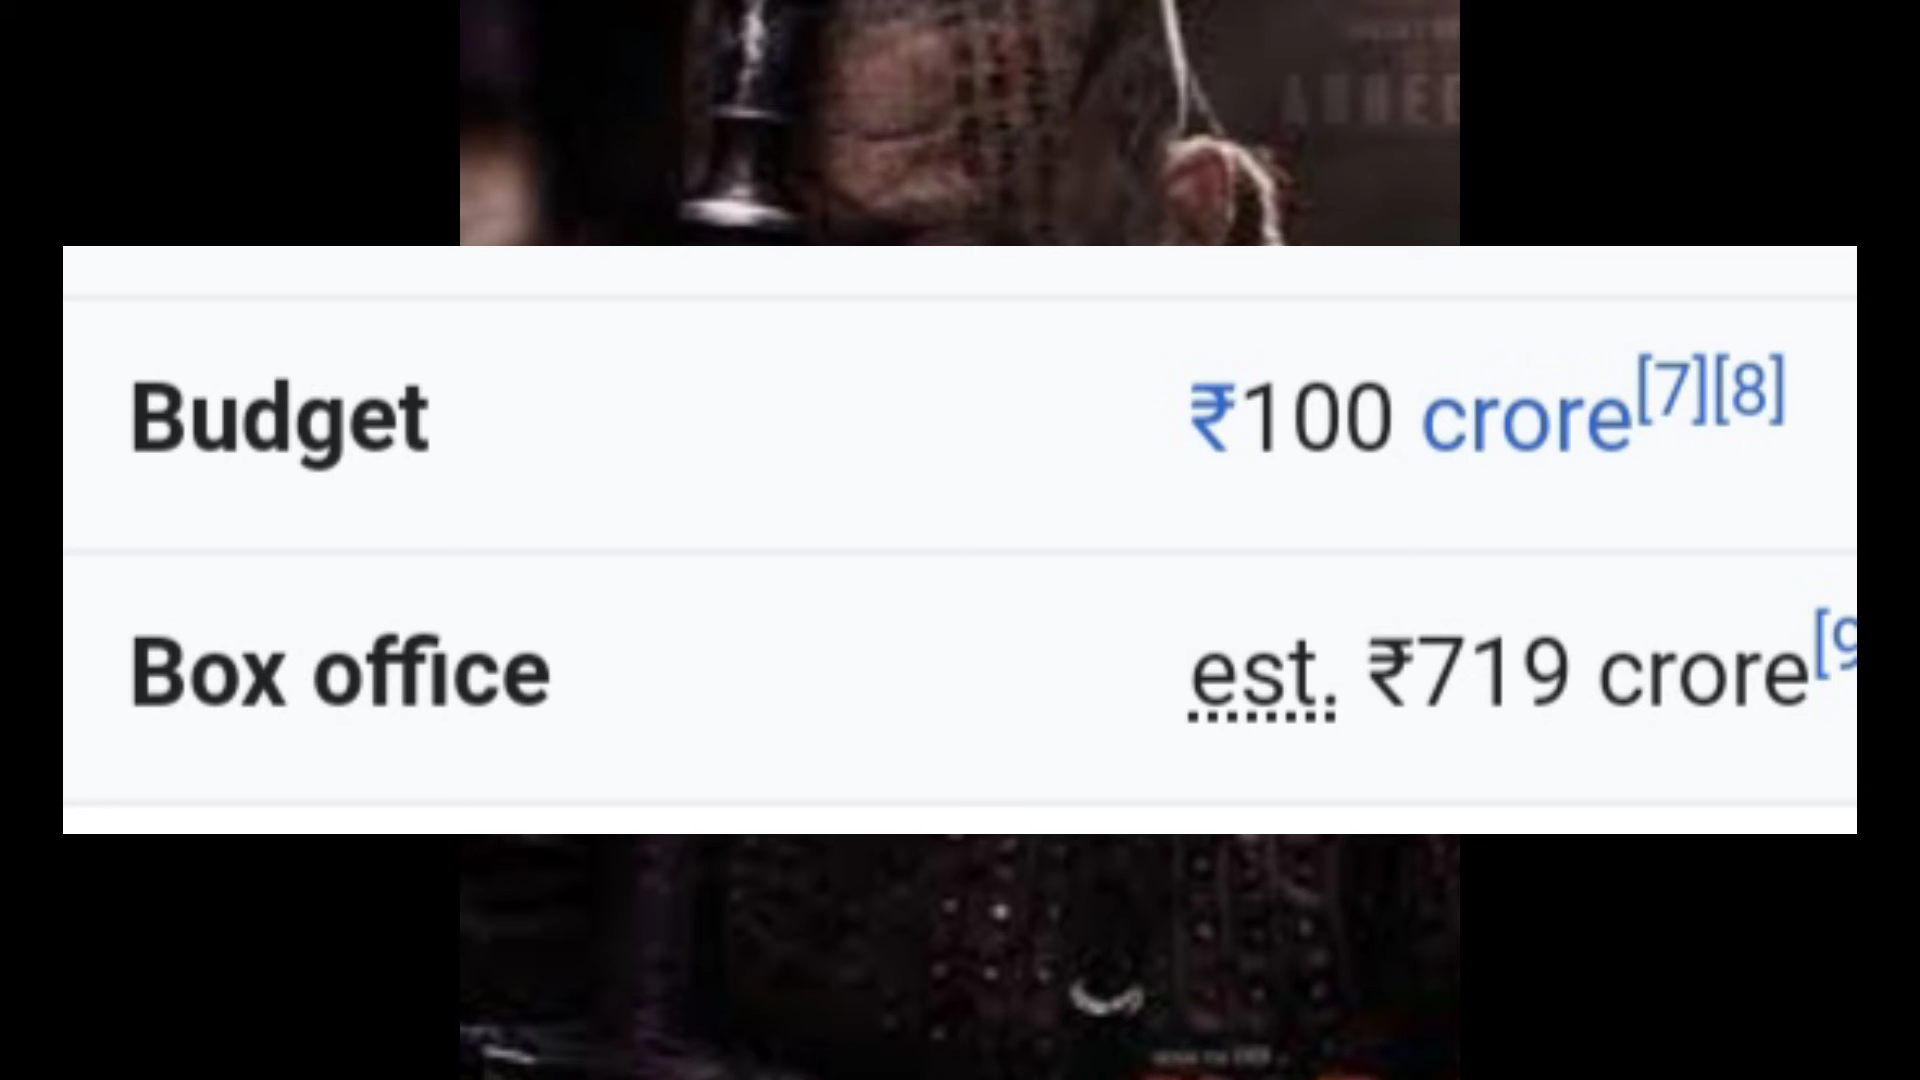 Budget ₹100 crore[7][8]
Box office est. ₹719 crore[9